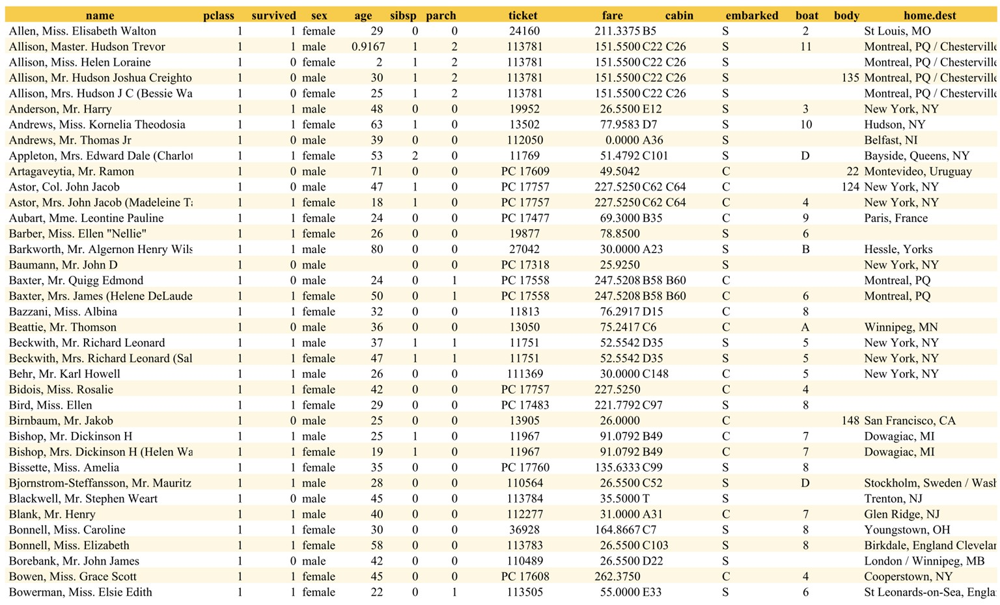 name pclass survived sex age sibsp parch ticket fare cabin embarked boat body home.dest
Allen, Miss. Elisabeth Walton 1 1 female 29 0 0 24160 211.3375 B5 S 2 St Louis, MO
Allison, Master. Hudson Trevor 1 1 male 0.9167 1 2 113781 151.5500 C22 C26 S 11 Montreal, PQ / Chesterville
Allison, Miss. Helen Loraine 1 0 female 2 1 2 113781 151.5500 C22 C26 S Montreal, PQ / Chesterville
Allison, Mr. Hudson Joshua Creighto 1 0 male 30 1 2 113781 151.5500 C22 C26 S 135 Montreal, PQ / Chesterville
Allison, Mrs. Hudson J C (Bessie Wa 1 0 female 25 1 2 113781 151.5500 C22 C26 S Montreal, PQ / Chesterville
Anderson, Mr. Harry 1 1 male 48 0 0 19952 26.5500 E12 S 3 New York, NY
Andrews, Miss. Kornelia Theodosia 1 1 female 63 1 0 13502 77.9583 D7 S 10 Hudson, NY
Andrews, Mr. Thomas Jr 1 0 male 39 0 0 112050 0.0000 A36 S Belfast, NI
Appleton, Mrs. Edward Dale (Charlot 1 1 female 53 2 0 11769 51.4792 C101 S D Bayside, Queens, NY
Artagaveytia, Mr. Ramon 1 0 male 71 0 0 PC 17609 49.5042 C 22 Montevideo, Uruguay
Astor, Col. John Jacob 1 0 male 47 1 0 PC 17757 227.5250 C62 C64 C 124 New York, NY
Astor, Mrs. John Jacob (Madeleine Ta 1 1 female 18 1 0 PC 17757 227.5250 C62 C64 C 4 New York, NY
Aubart, Mme. Leontine Pauline 1 1 female 24 0 0 PC 17477 69.3000 B35 C 9 Paris, France
Barber, Miss. Ellen "Nellie" 1 1 female 26 0 0 19877 78.8500 S 6
Barkworth, Mr. Algernon Henry Wils 1 1 male 80 0 0 27042 30.0000 A23 S B Hessle, Yorks
Baumann, Mr. John D 1 0 male 0 0 PC 17318 25.9250 S New York, NY
Baxter, Mr. Quigg Edmond 1 0 male 24 0 1 PC 17558 247.5208 B58 B60 C Montreal, PQ
Baxter, Mrs. James (Helene DeLaude 1 1 female 50 0 1 PC 17558 247.5208 B58 B60 C 6 Montreal, PQ
Bazzani, Miss. Albina 1 1 female 32 0 0 11813 76.2917 D15 C 8
Beattie, Mr. Thomson 1 0 male 36 0 0 13050 75.2417 C6 C A Winnipeg, MN
Beckwith, Mr. Richard Leonard 1 1 male 37 1 1 11751 52.5542 D35 S 5 New York, NY
Beckwith, Mrs. Richard Leonard (Sal 1 1 female 47 1 1 11751 52.5542 D35 S 5 New York, NY
Behr, Mr. Karl Howell 1 1 male 26 0 0 111369 30.0000 C148 C 5 New York, NY
Bidois, Miss. Rosalie 1 1 female 42 0 0 PC 17757 227.5250 C 4
Bird, Miss. Ellen 1 1 female 29 0 0 PC 17483 221.7792 C97 S 8
Birnbaum, Mr. Jakob 1 0 male 25 0 0 13905 26.0000 C 148 San Francisco, CA
Bishop, Mr. Dickinson H 1 1 male 25 1 0 11967 91.0792 B49 C 7 Dowagiac, MI
Bishop, Mrs. Dickinson H (Helen Wa 1 1 female 19 1 0 11967 91.0792 B49 C 7 Dowagiac, MI
Bissette, Miss. Amelia 1 1 female 35 0 0 PC 17760 135.6333 C99 S 8
Bjornstrom-Steffansson, Mr. Mauritz 1 1 male 28 0 0 110564 26.5500 C52 S D Stockholm, Sweden / Wash
Blackwell, Mr. Stephen Weart 1 0 male 45 0 0 113784 35.5000 T S Trenton, NJ
Blank, Mr. Henry 1 1 male 40 0 0 112277 31.0000 A31 C 7 Glen Ridge, NJ
Bonnell, Miss. Caroline 1 1 female 30 0 0 36928 164.8667 C7 S 8 Youngstown, OH
Bonnell, Miss. Elizabeth 1 1 female 58 0 0 113783 26.5500 C103 S 8 Birkdale, England Clevelan
Borebank, Mr. John James 1 0 male 42 0 0 110489 26.5500 D22 S London / Winnipeg, MB
Bowen, Miss. Grace Scott 1 1 female 45 0 0 PC 17608 262.3750 C 4 Cooperstown, NY
Bowerman, Miss. Elsie Edith 1 1 female 22 0 1 113505 55.0000 E33 S 6 St Leonards-on-Sea, Engla